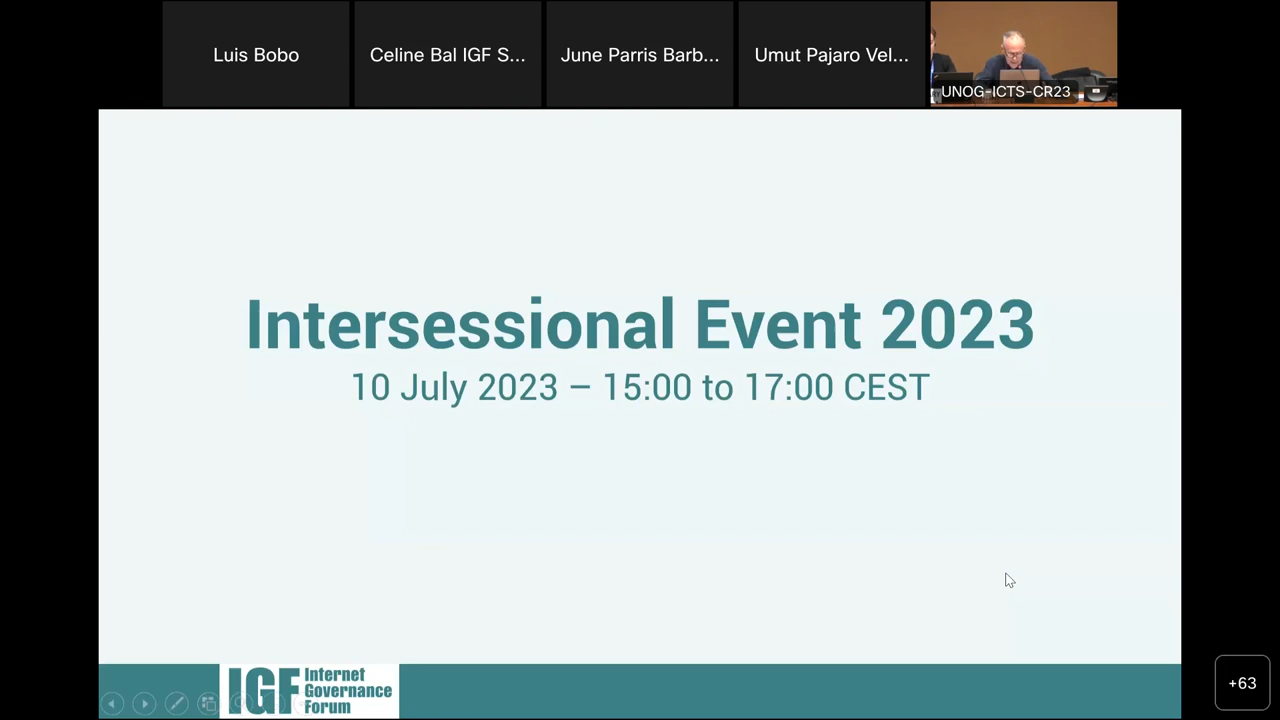 Luis Bobo
Celine Bal IGF S...
June Parris Barb...
Umut Pajaro Vel...
UNOG-ICTS-CR23
Intersessional Event 2023
10 July 2023 – 15:00 to 17:00 CEST
IGF Internet
Governance
Forum
+63